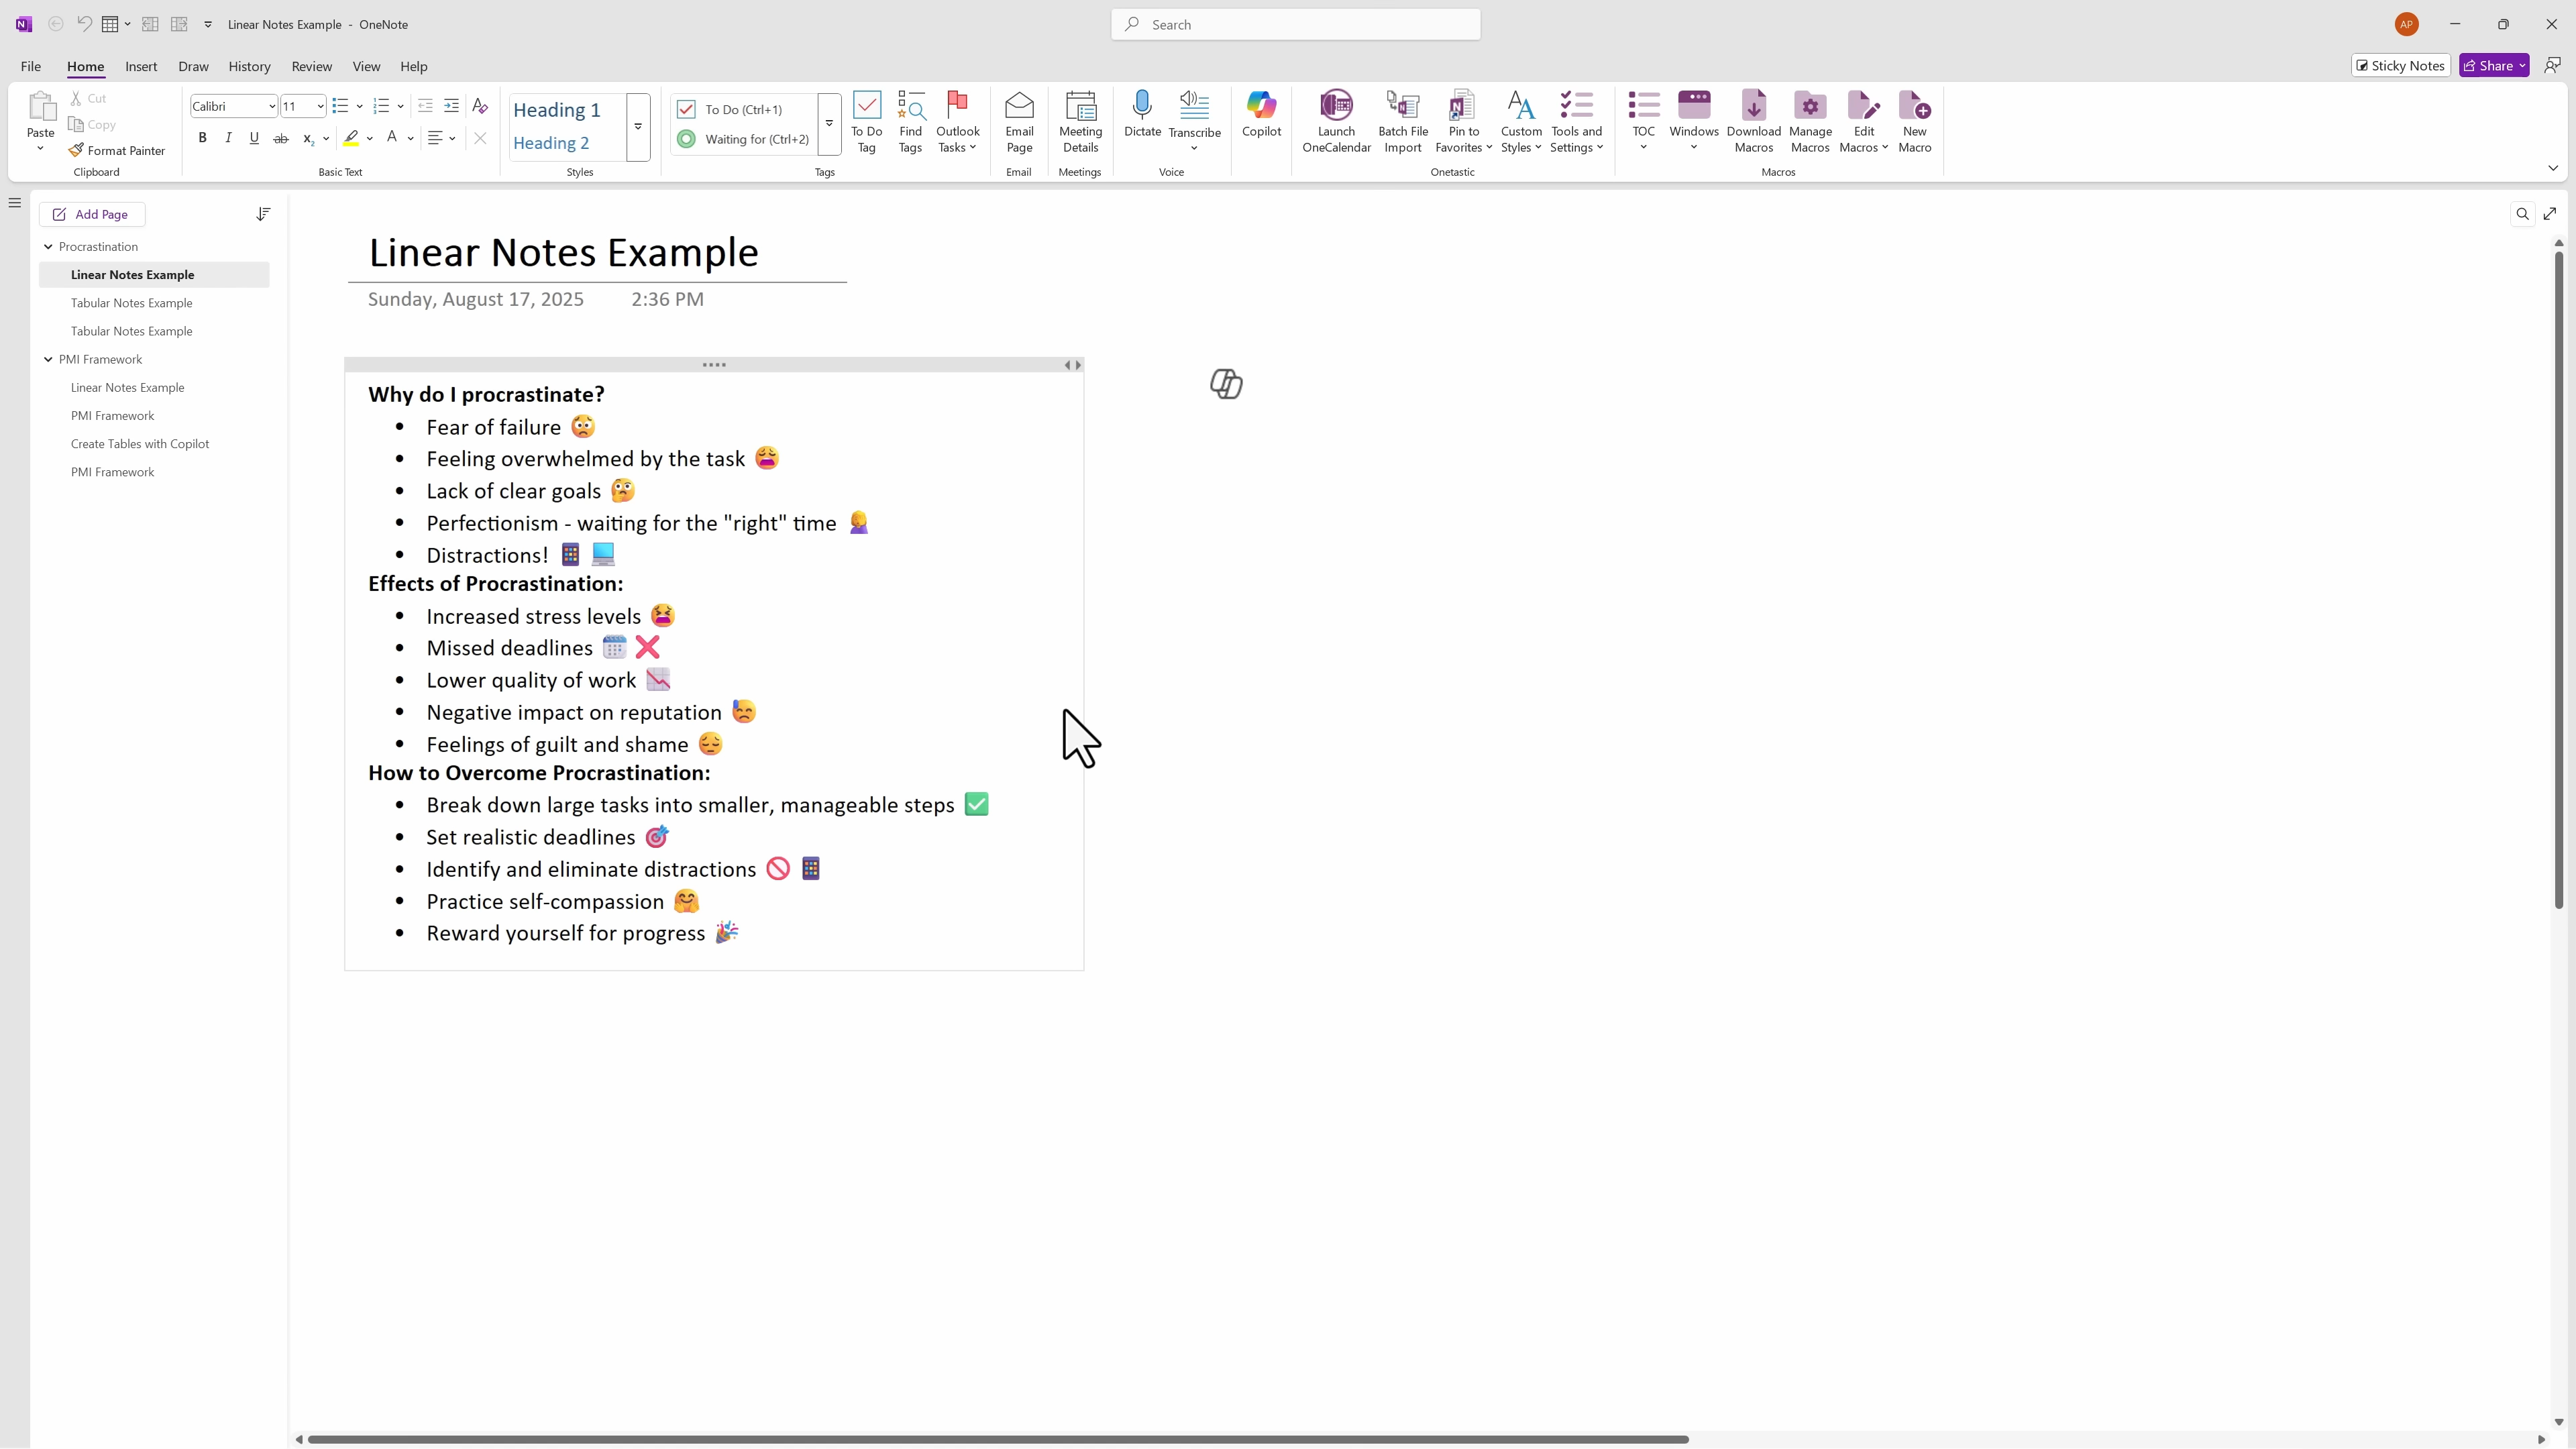 Linear Notes Example - OneNote
Search
AP
File Home Insert Draw History Review View Help
Sticky Notes Share
Paste
Cut
Copy
Format Painter
Clipboard
Calibri 11
B I U ab x₂ A
Basic Text
Heading 1
Heading 2
Styles
To Do (Ctrl+1)
Waiting for (Ctrl+2)
To Do Tag
Find Tags
Outlook Tasks
Tags
Email Page
Email
Meeting Details
Meetings
Dictate
Transcribe
Voice
Copilot
Launch OneCalendar
Batch File Import
Pin to Favorites
Custom Styles
Tools and Settings
Onetastic
TOC
Windows
Download Macros
Manage Macros
Edit Macros
New Macro
Macros
Add Page
Procrastination
Linear Notes Example
Tabular Notes Example
Tabular Notes Example
PMI Framework
Linear Notes Example
PMI Framework
Create Tables with Copilot
PMI Framework
Linear Notes Example
Sunday, August 17, 2025 2:36 PM
Why do I procrastinate?
• Fear of failure 😟
• Feeling overwhelmed by the task 😩
• Lack of clear goals 🤔
• Perfectionism - waiting for the "right" time 🤦‍♀️
• Distractions! 📱 💻
Effects of Procrastination:
• Increased stress levels 😫
• Missed deadlines 🗓️ ❌
• Lower quality of work 📉
• Negative impact on reputation 😓
• Feelings of guilt and shame 😔
How to Overcome Procrastination:
• Break down large tasks into smaller, manageable steps ✅
• Set realistic deadlines 🎯
• Identify and eliminate distractions 🚫 📱
• Practice self-compassion 🤗
• Reward yourself for progress 🎉